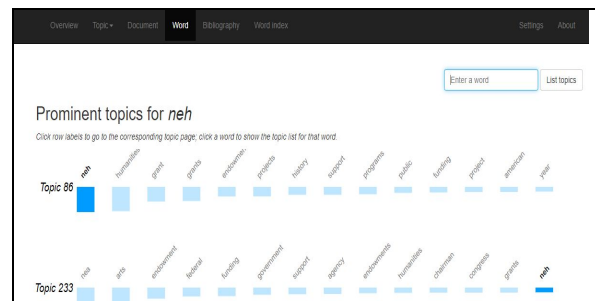 Overview Topic Document Word Bibliography Word index Settings About
Enter a word List topics
Prominent topics for neh
Click row labels to go to the corresponding topic page; click a word to show the topic list for that word.
neh humanities grant grants endowme... projects history support programs public funding project american year
Topic 86
nea arts endowment federal funding government support agency endowments humanities chairman congress grants neh
Topic 233